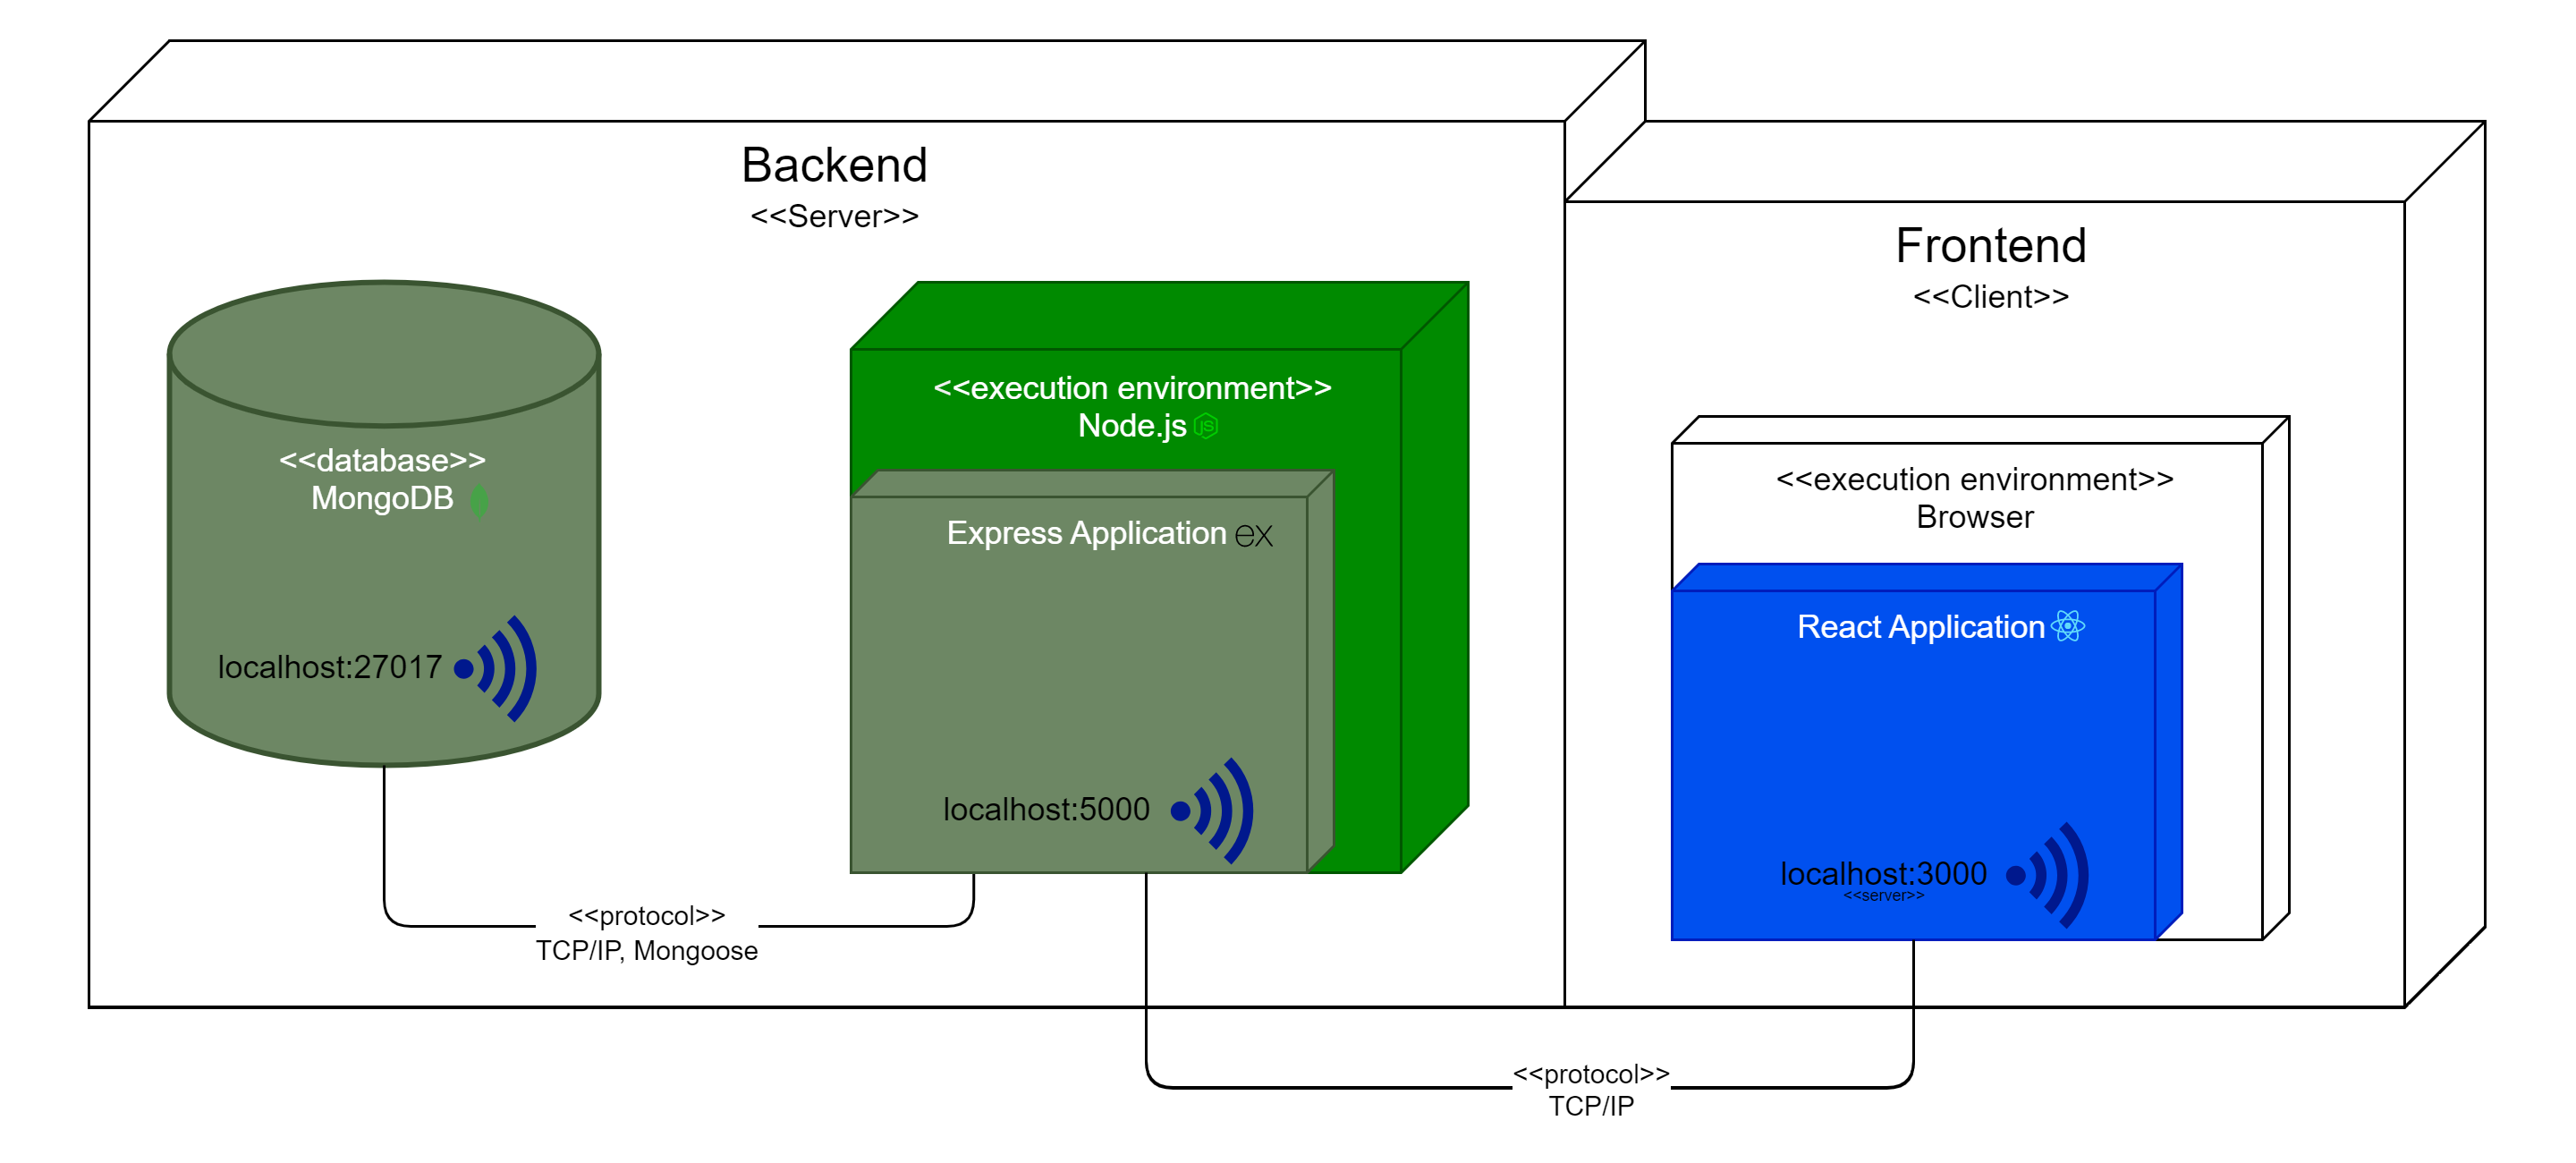 Backend
<<Server>>
Frontend
<<Client>>
<<database>>
MongoDB
localhost:27017
<<execution environment>>
Node.js
JS
Express Application ex
localhost:5000
<<execution environment>>
Browser
React Application
localhost:3000
<<server>>
<<protocol>>
TCP/IP, Mongoose
<<protocol>>
TCP/IP